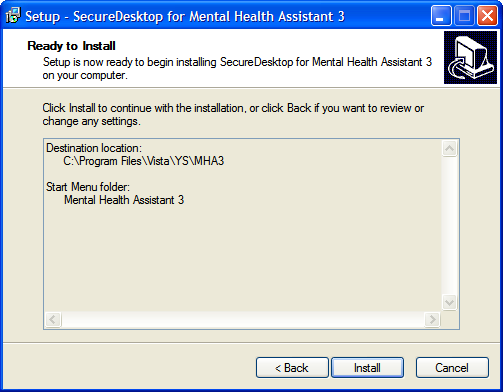 Setup - SecureDesktop for Mental Health Assistant 3
Ready to Install
Setup is now ready to begin installing SecureDesktop for Mental Health Assistant 3
on your computer.
Click Install to continue with the installation, or click Back if you want to review or
change any settings.
Destination location:
C:\Program Files\Vista\YS\MHA3
Start Menu folder:
Mental Health Assistant 3
< Back
Install
Cancel